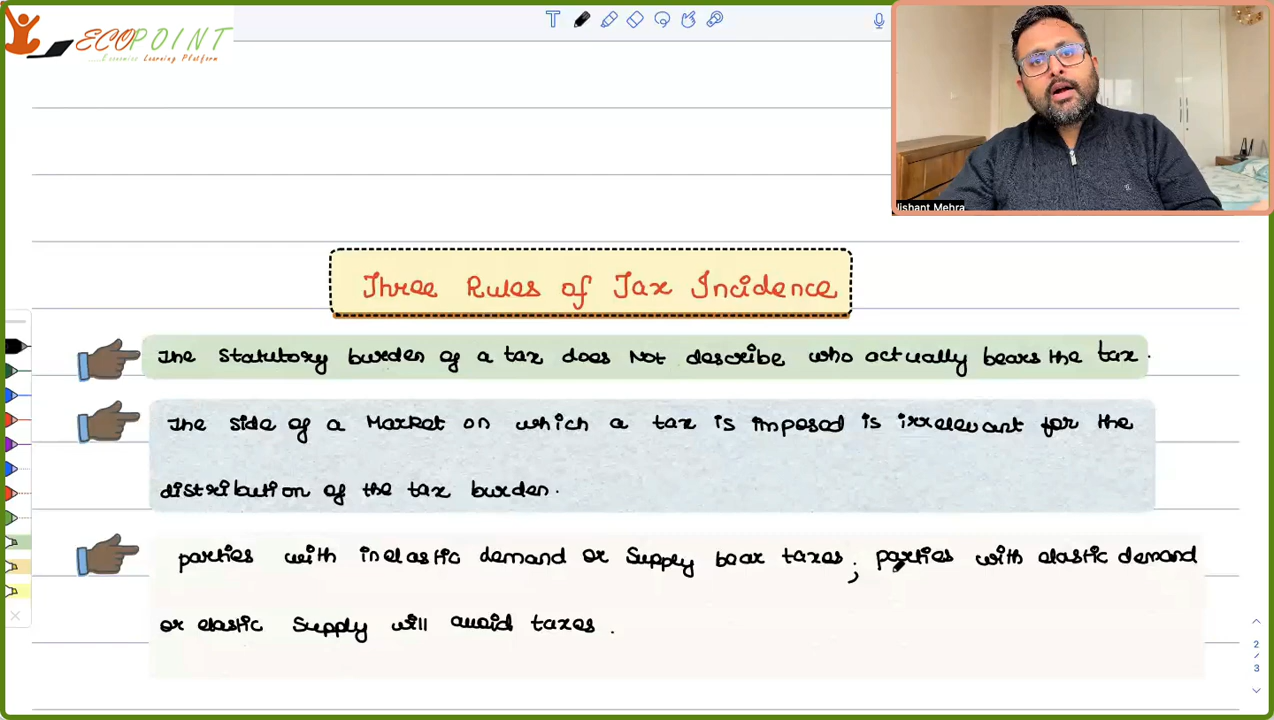 ECOPOINT
....Economics Learning Platform
Nishant Mehra
Three Rules of Tax Incidence
The Statutory burden of a tax does Not describe who actually bears the tax.
The side of a Market on which a tax is imposed is irrelevant for the
distribution of the tax burden.
parties with inelastic demand or Supply bear taxes; parties with elastic demand
or elastic Supply will avoid taxes.
2
/
3